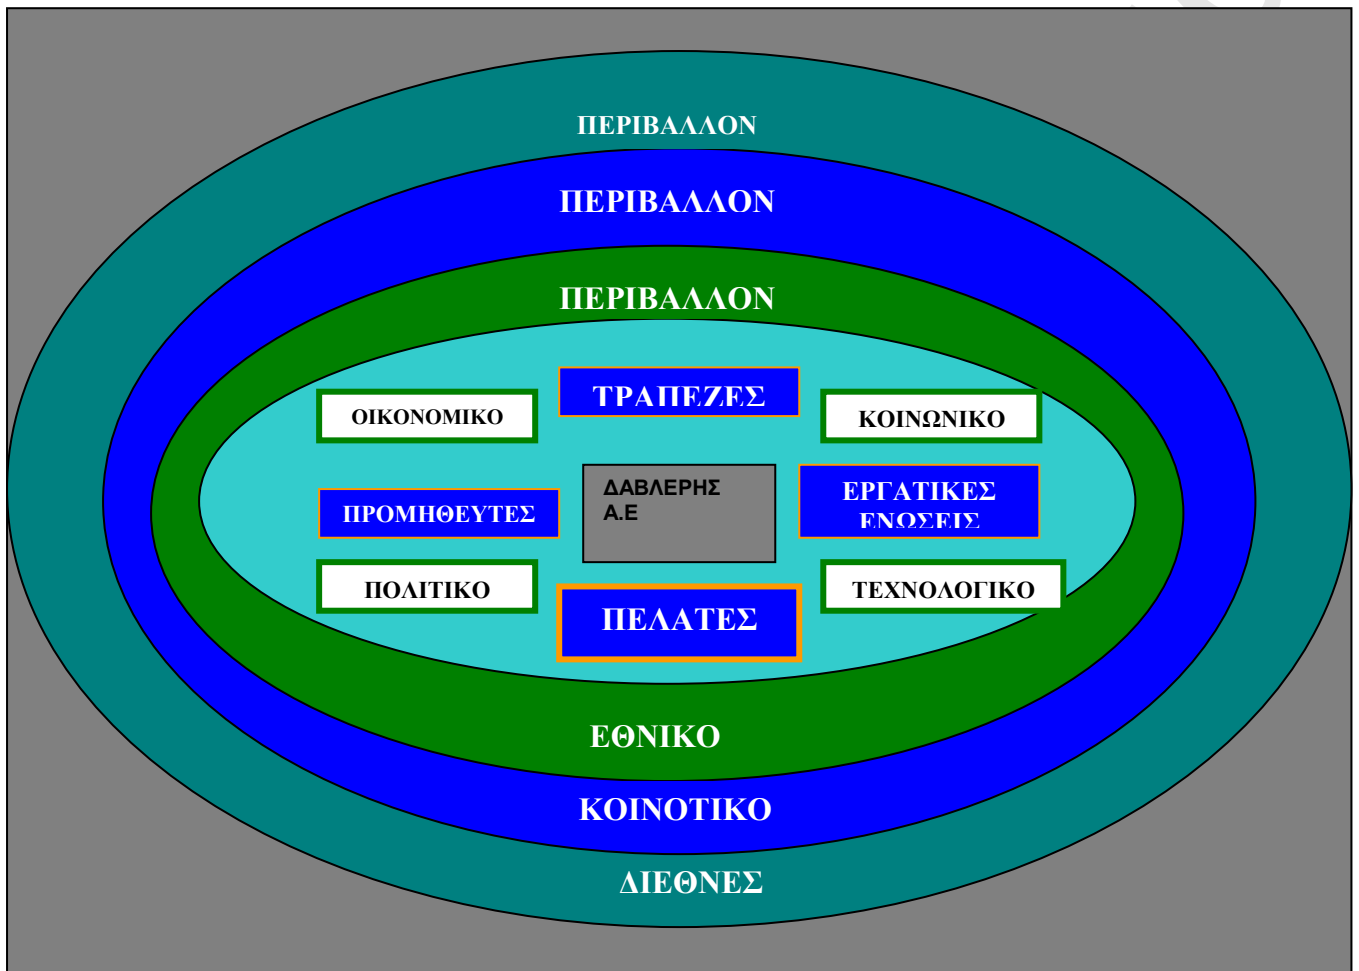 ΠΕΡΙΒΑΛΛΟΝ
ΠΕΡΙΒΑΛΛΟΝ
ΠΕΡΙΒΑΛΛΟΝ
ΤΡΑΠΕΖΕΣ
ΟΙΚΟΝΟΜΙΚΟ
ΚΟΙΝΩΝΙΚΟ
ΔΑΒΛΕΡΗΣ
Α.Ε
ΕΡΓΑΤΙΚΕΣ
ΕΝΩΣΕΙΣ
ΠΡΟΜΗΘΕΥΤΕΣ
ΠΟΛΙΤΙΚΟ
ΤΕΧΝΟΛΟΓΙΚΟ
ΠΕΛΑΤΕΣ
ΕΘΝΙΚΟ
ΚΟΙΝΟΤΙΚΟ
ΔΙΕΘΝΕΣ